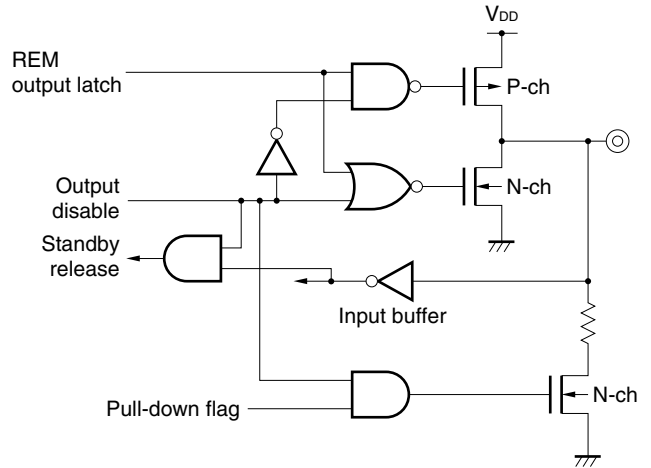 VDD
REM
output latch
P-ch
Output
disable
N-ch
Standby
release
Input buffer
Pull-down flag
N-ch